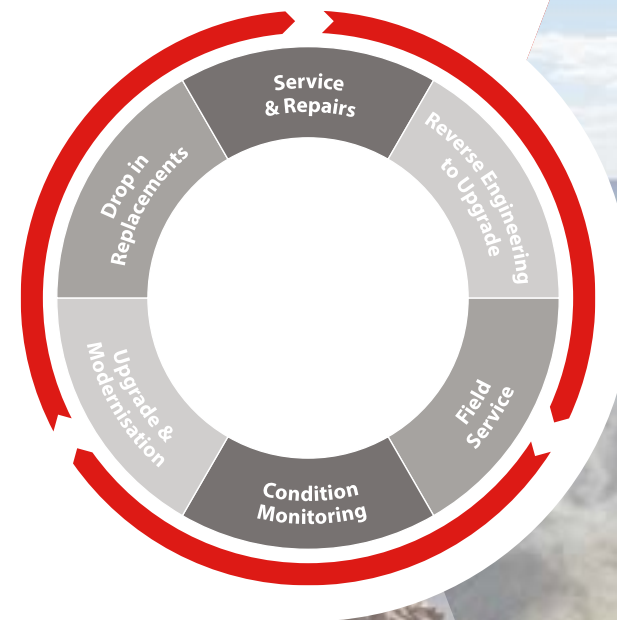 Service
& Repairs
Reverse Engineering
to Upgrade
Field
Service
Condition
Monitoring
Upgrade &
Modernisation
Drop in
Replacements